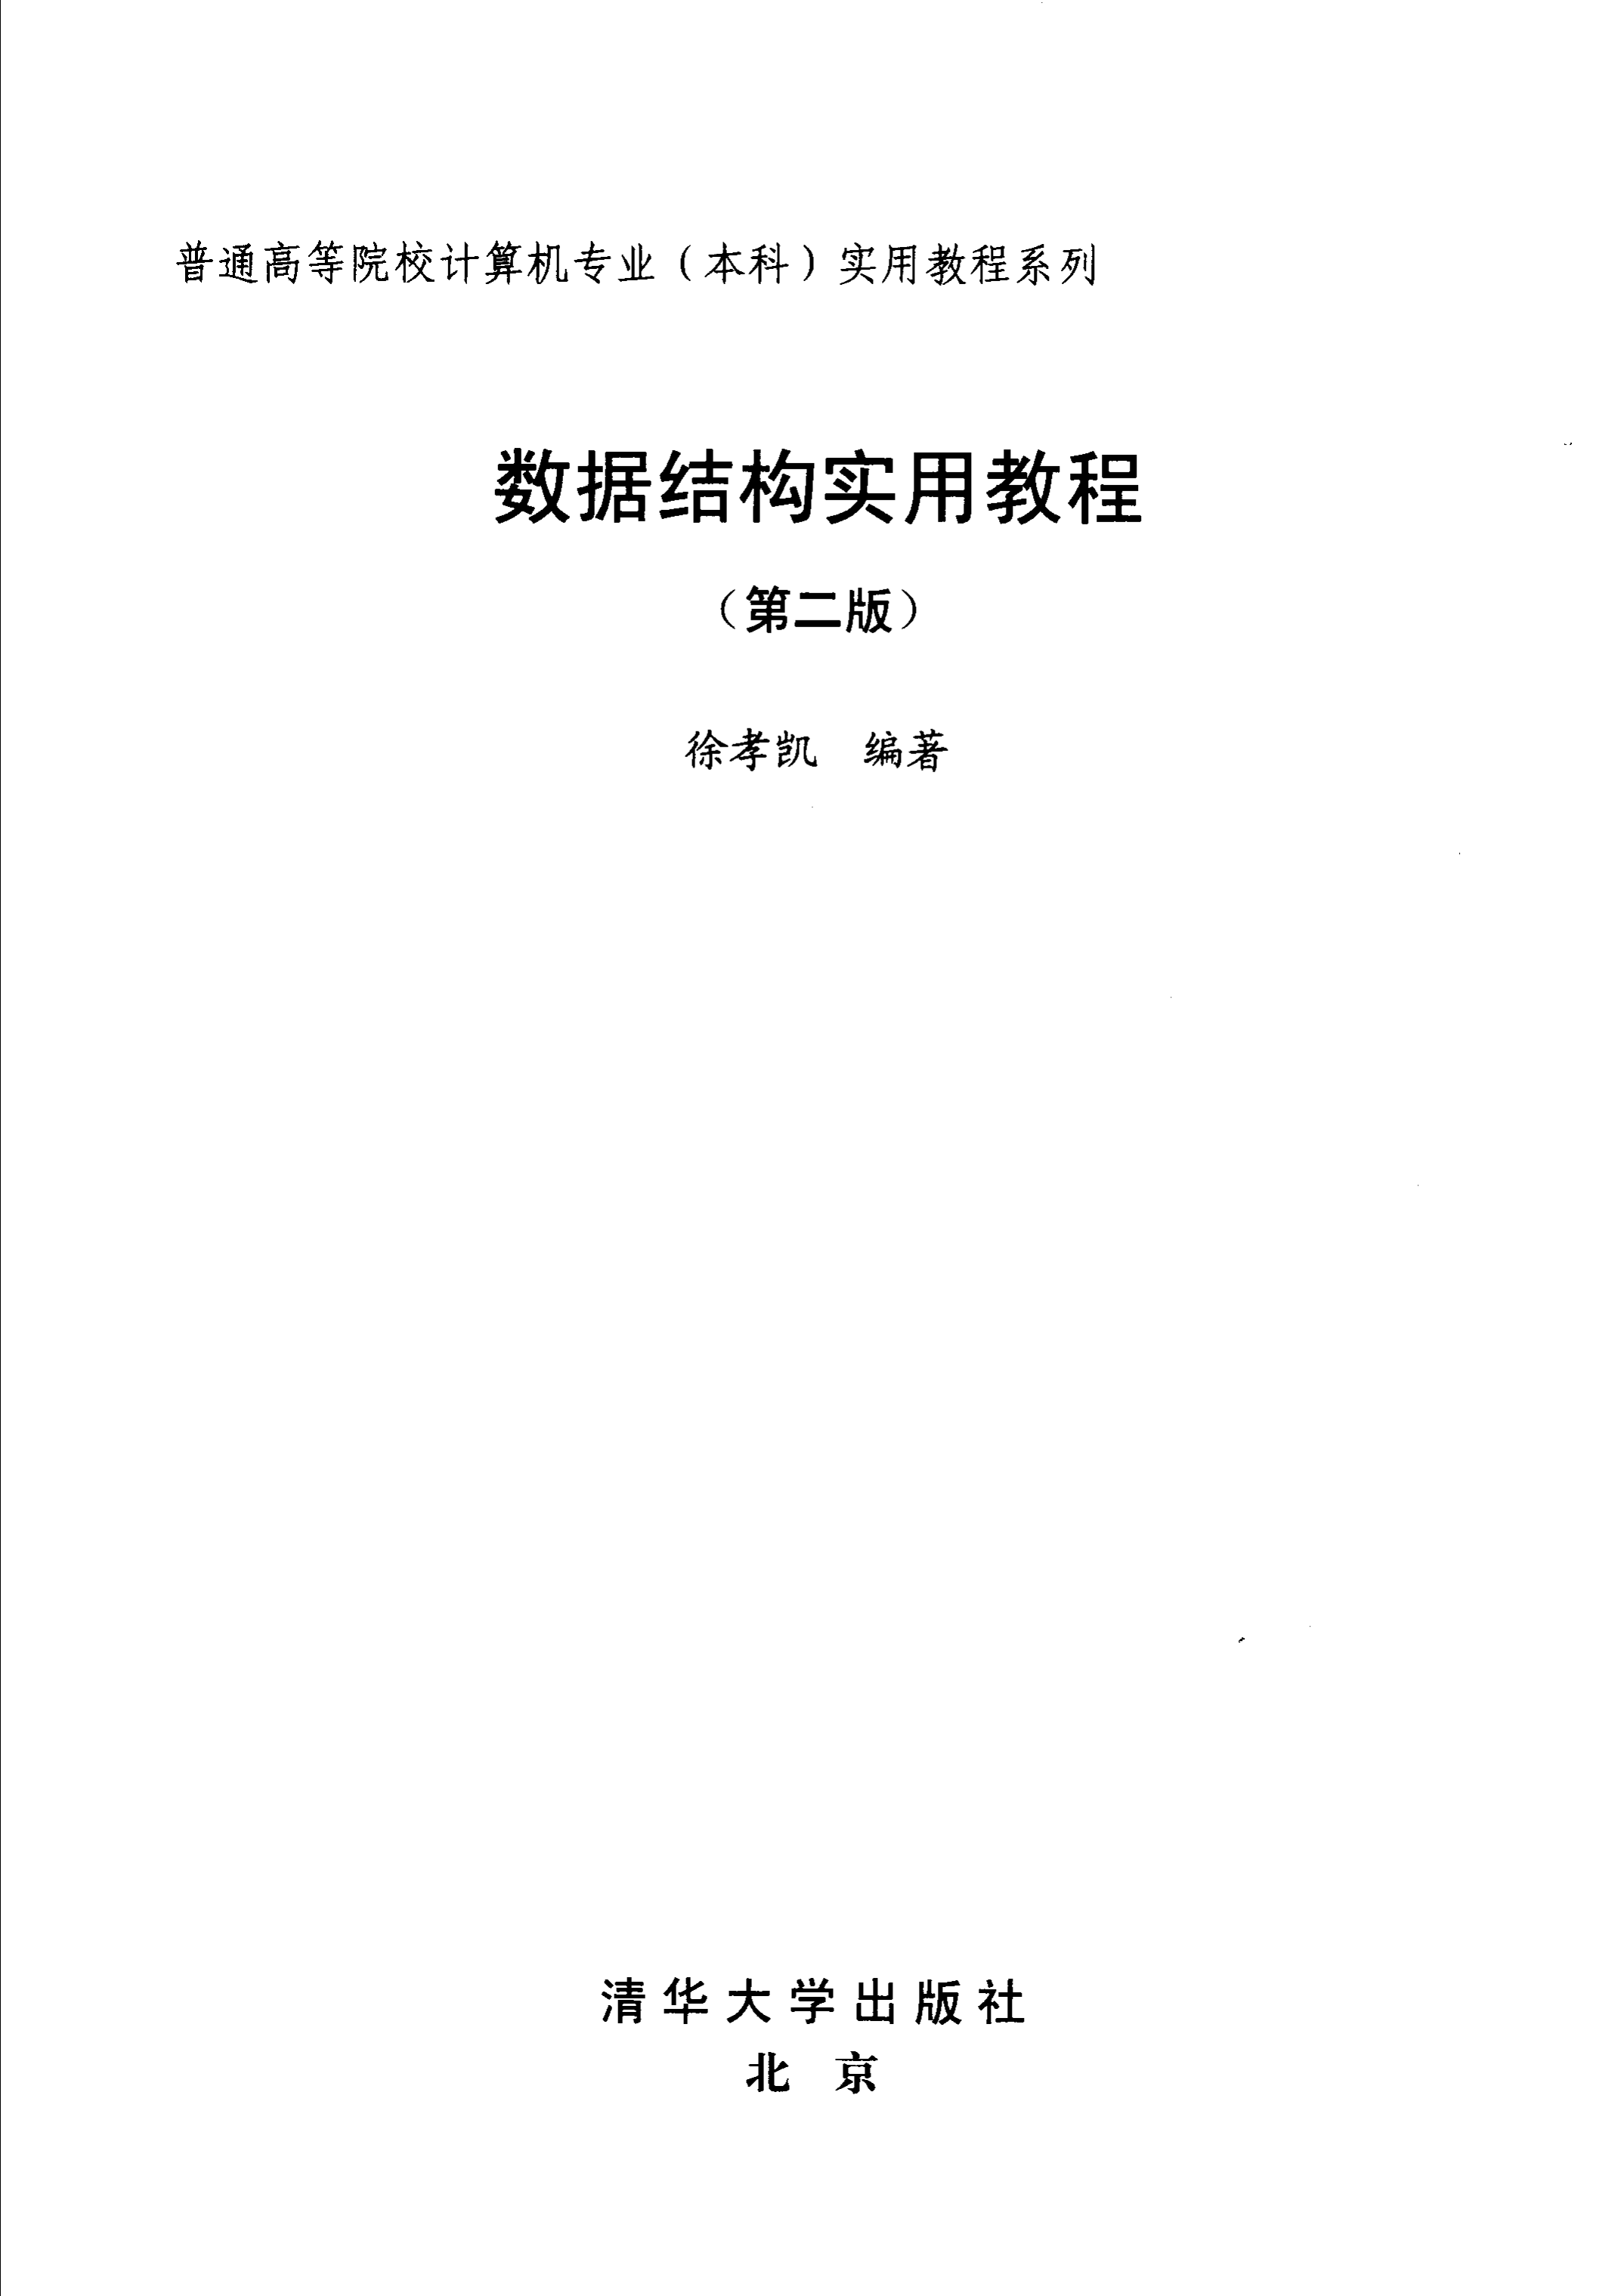 普通高等院校计算机专业（本科）实用教程系列
数据结构实用教程
（第二版）
徐孝凯　编著
清华大学出版社
北　京